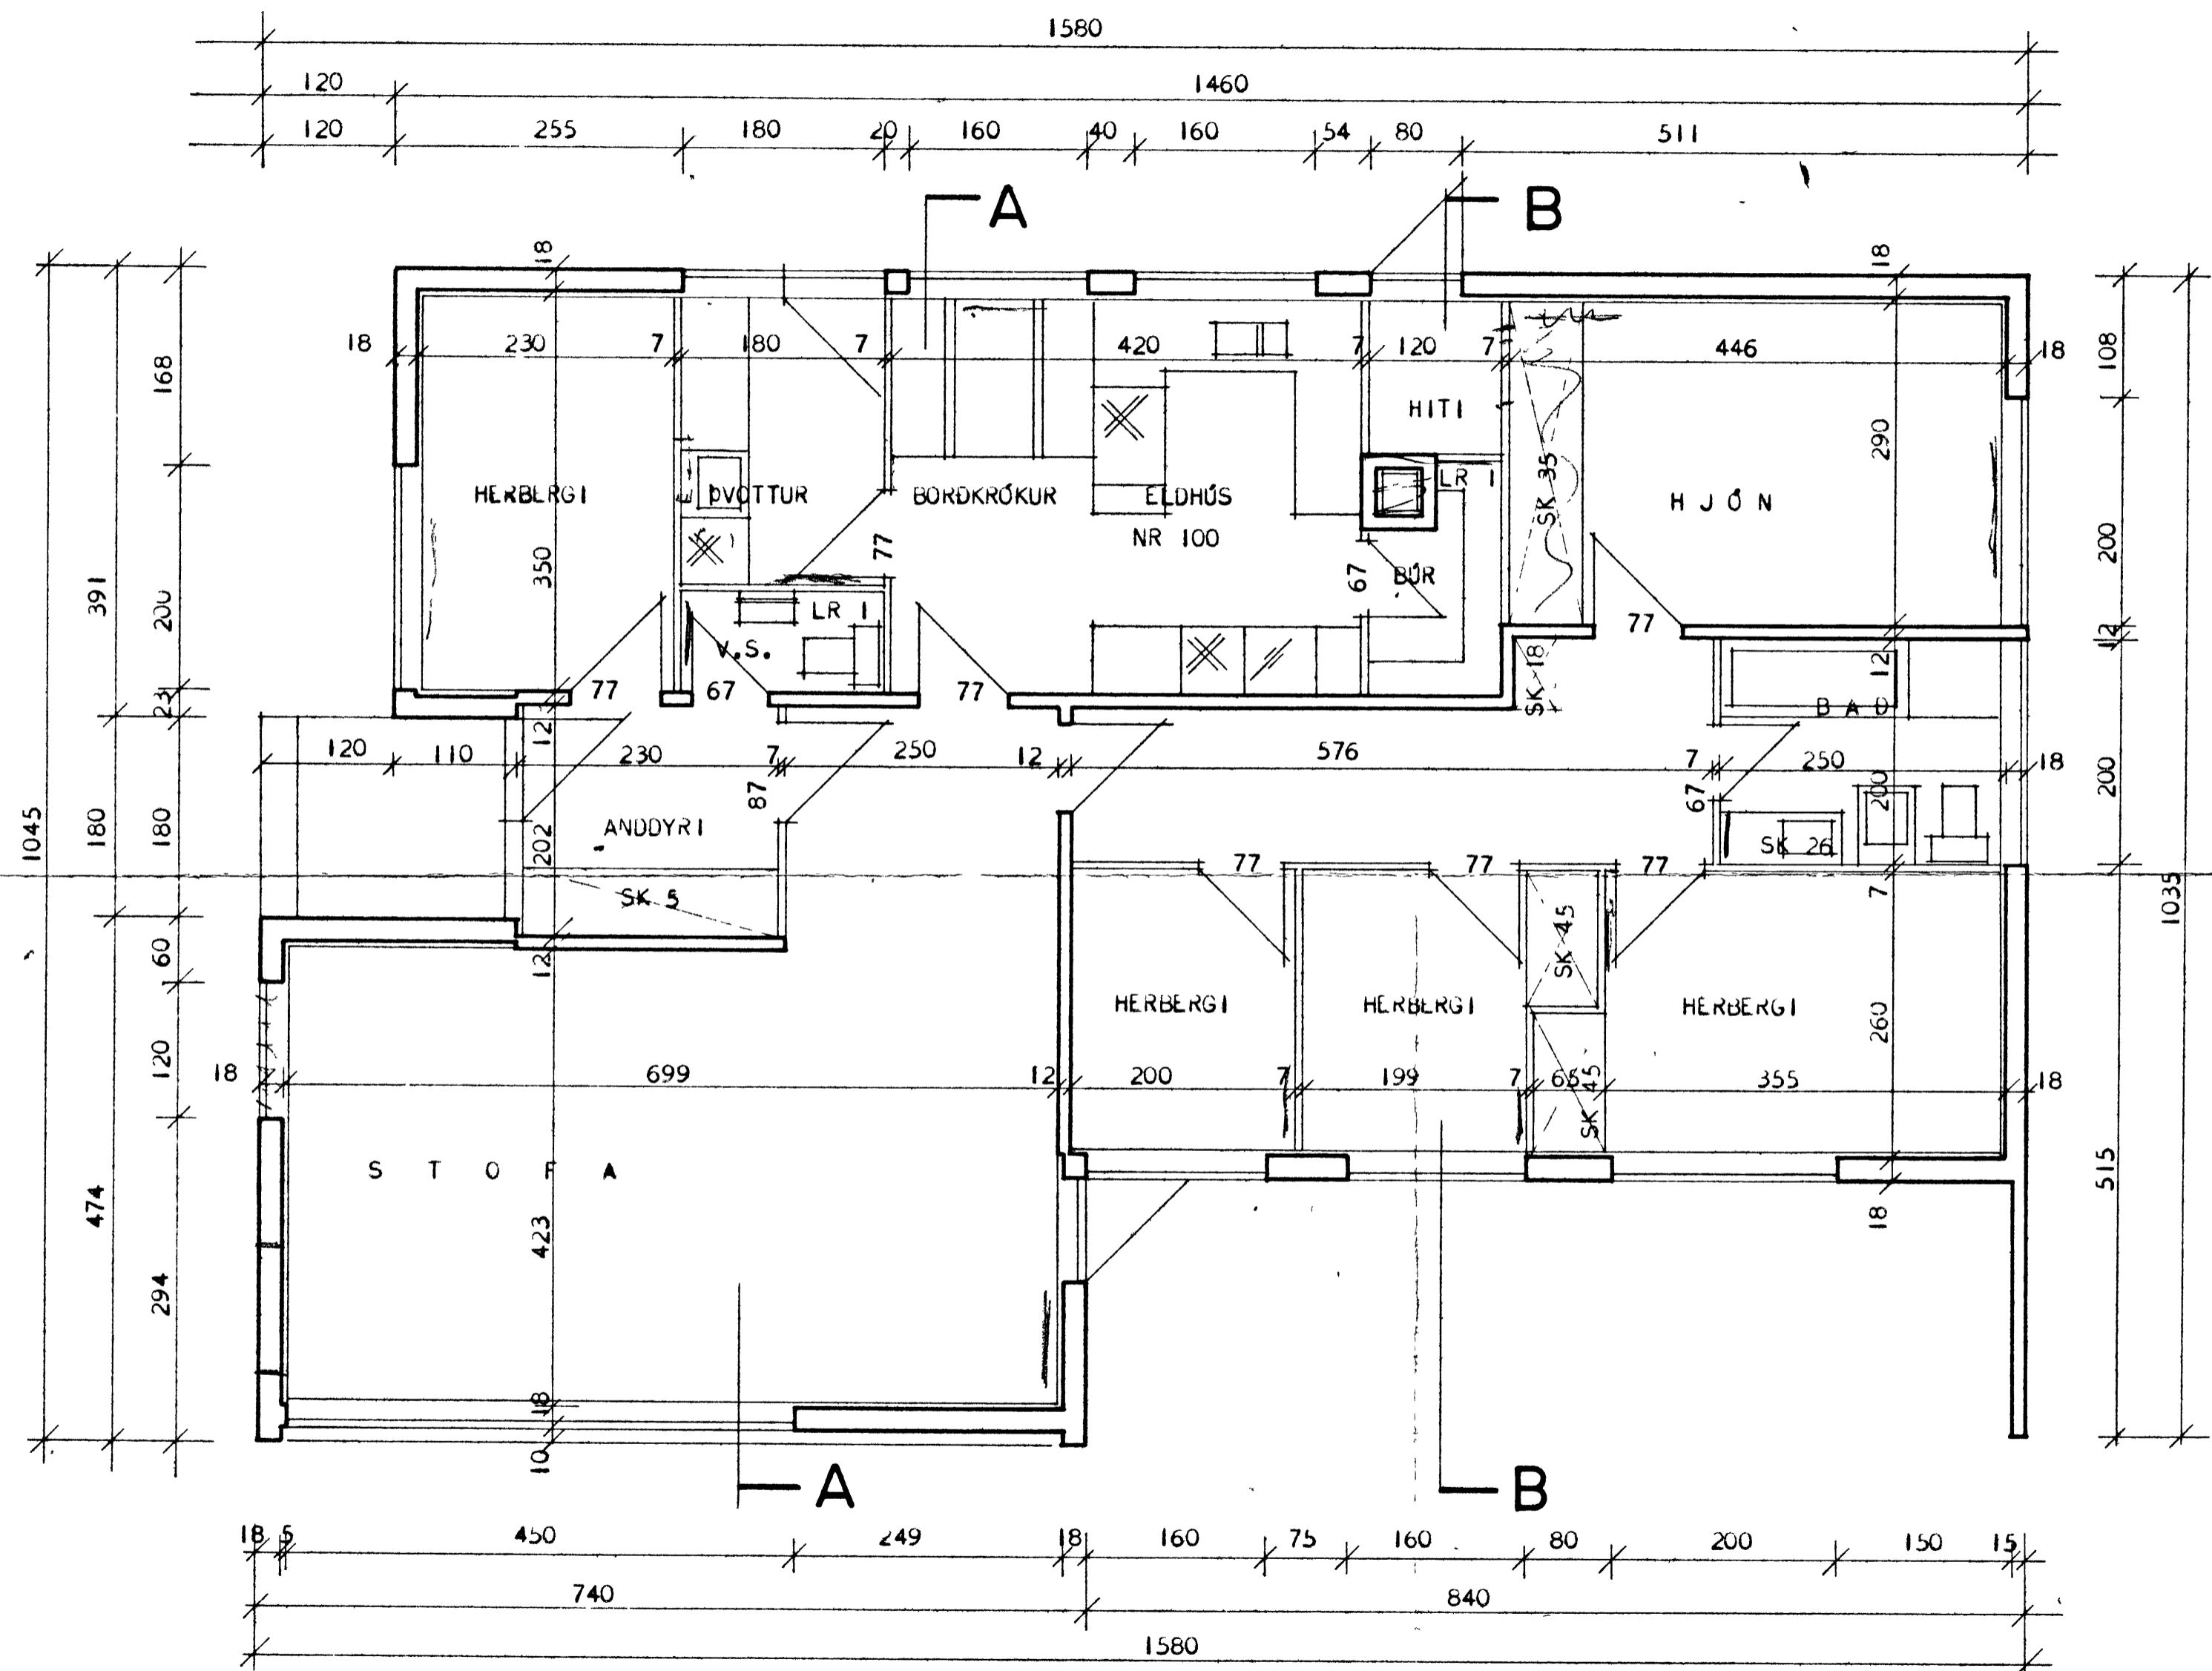 1580
120 1460
120 255 180 20 160 40 160 54 80 511
A B
18 18
18 230 7 180 7 420 7 120 7 446 18
168 108
HITI
290
HERBERGI ÞVOTTUR BORÐKRÓKUR ELDHÚS LR 1 SK 35 H J Ó N
NR 100
350 77 67 BÚR 200
391 200 LR 1 77
V.S. 12
77 67 77 SK 18 12
23 B A Ð
12
120 110 230 7 250 12 576 7 250 18
87 67 200 200
1045 180 180 202 ANDDYRI
SK 26
77 77 77
SK 5 7 1035
60 12 SK 45
HERBERGI HERBERGI HERBERGI
260
120
18 699 12 200 7 199 7 65 355 18
SK 45
S T O F A
515
474 423 18
294
18
10
A B
18 5 450 249 18 160 75 160 80 200 150 15
740 840
1580